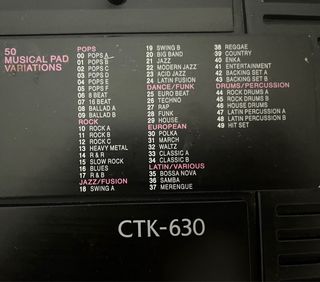 50
MUSICAL PAD
VARIATIONS
POPS
00 POPS A
01 POPS B
02 POPS C
03 POPS D
04 POPS E
05 POPS F
06 8 BEAT
07 16 BEAT
08 BALLAD A
09 BALLAD B
ROCK
10 ROCK A
11 ROCK B
12 ROCK C
13 HEAVY METAL
14 R & R
15 SLOW ROCK
16 BLUES
17 R & B
JAZZ/FUSION
18 SWING A
19 SWING B
20 BIG BAND
21 JAZZ
22 MODERN JAZZ
23 ACID JAZZ
24 LATIN FUSION
DANCE/FUNK
25 EURO BEAT
26 TECHNO
27 RAP
28 FUNK
29 HOUSE
EUROPEAN
30 POLKA
31 MARCH
32 WALTZ
33 CLASSIC A
34 CLASSIC B
LATIN/VARIOUS
35 BOSSA NOVA
36 SAMBA
37 MERENGUE
38 REGGAE
39 COUNTRY
40 ENKA
41 ENTERTAINMENT
42 BACKING SET A
43 BACKING SET B
DRUMS/PERCUSSION
44 ROCK DRUMS A
45 ROCK DRUMS B
46 HOUSE DRUMS
47 LATIN PERCUSSION A
48 LATIN PERCUSSION B
49 HIT SET
CTK-630